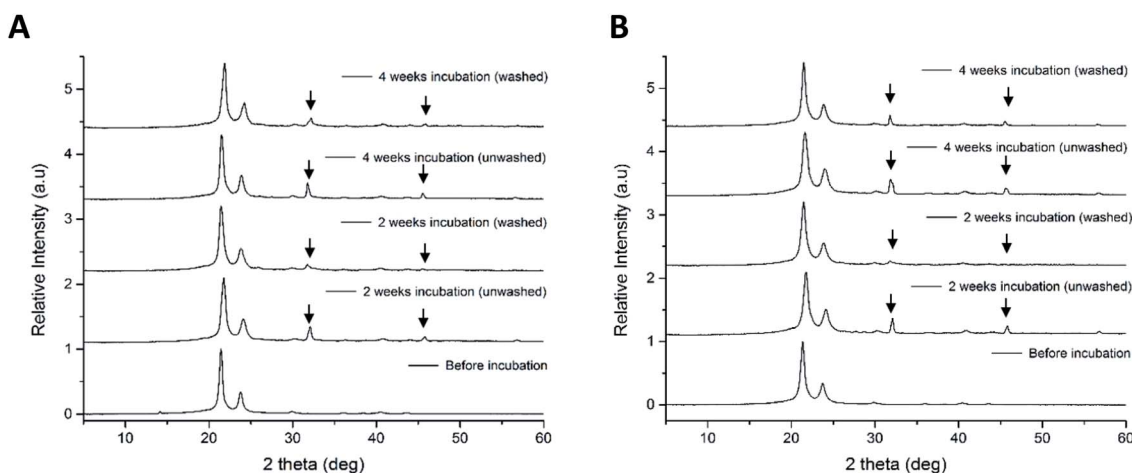 A
4 weeks incubation (washed)
4 weeks incubation (unwashed)
2 weeks incubation (washed)
2 weeks incubation (unwashed)
Before incubation
Relative Intensity (a.u)
5
4
3
2
1
0
10
20
30
40
50
60
2 theta (deg)
B
4 weeks incubation (washed)
4 weeks incubation (unwashed)
2 weeks incubation (washed)
2 weeks incubation (unwashed)
Before incubation
Relative Intensity (a.u)
5
4
3
2
1
0
10
20
30
40
50
60
2 theta (deg)